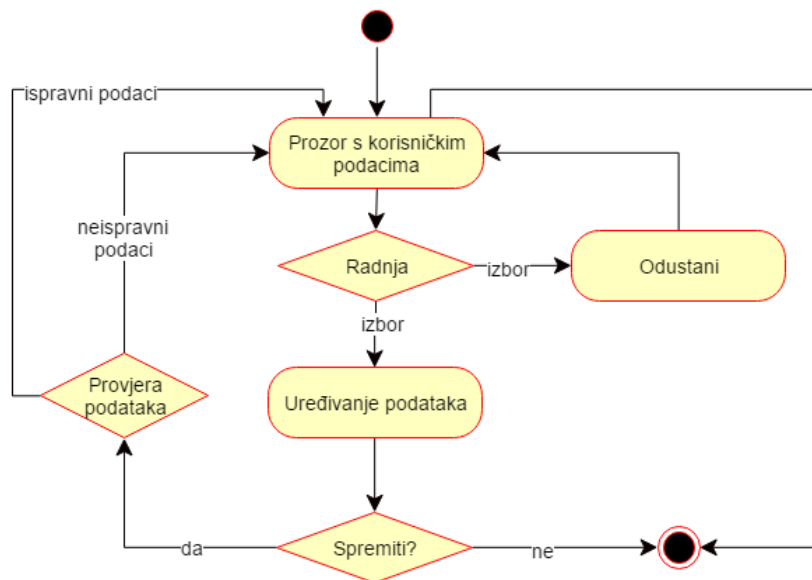 ispravni podaci
Prozor s korisničkim
podacima
neispravni
podaci
Radnja
izbor
Odustani
izbor
Provjera
podataka
Uređivanje podataka
da
Spremiti?
ne